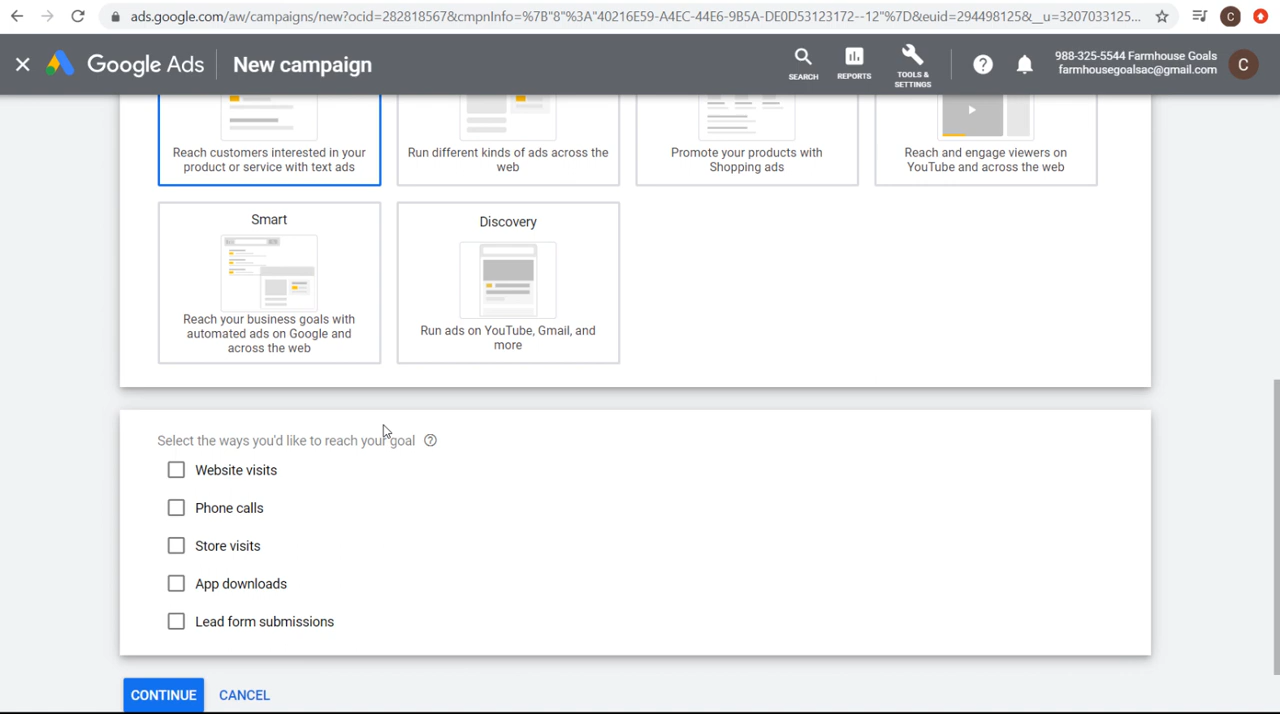 ads.google.com/aw/campaigns/new?ocid=282818567&cmpnInfo=%7B"8"%3A"40216E59-A4EC-44E6-9B5A-DE0D53123172--12"%7D&euid=294498125&__u=3207033125...
C
Google Ads
New campaign
SEARCH
REPORTS
TOOLS &
SETTINGS
988-325-5544 Farmhouse Goals
farmhousegoalsac@gmail.com
C
Reach customers interested in your
product or service with text ads
Run different kinds of ads across the
web
Promote your products with
Shopping ads
Reach and engage viewers on
YouTube and across the web
Smart
Reach your business goals with
automated ads on Google and
across the web
Discovery
Run ads on YouTube, Gmail, and
more
Select the ways you'd like to reach your goal
Website visits
Phone calls
Store visits
App downloads
Lead form submissions
CONTINUE
CANCEL